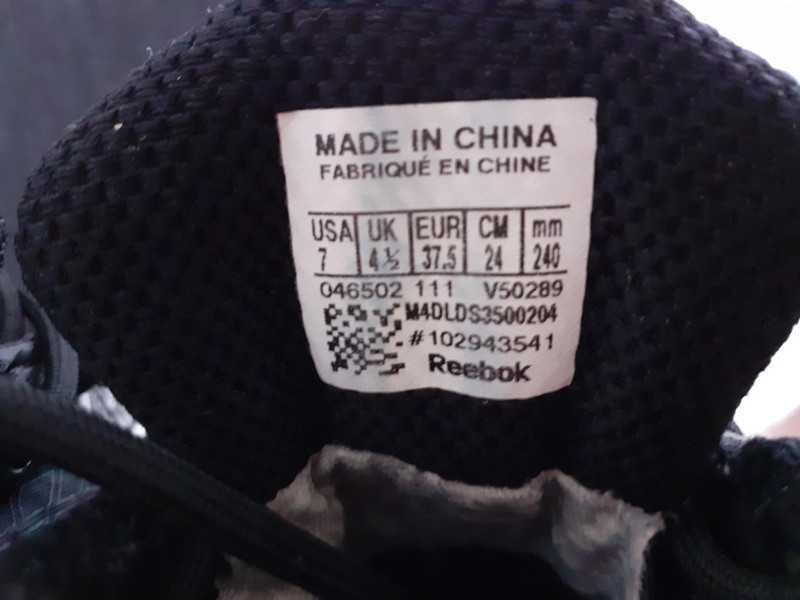 MADE IN CHINA
FABRIQUÉ EN CHINE
USA UK EUR CM mm
7 4½ 37.5 24 240
046502 111 V50289
M4DLDS3500204
#102943541
Reebok